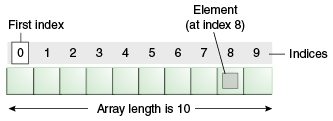 Element
(at index 8)
First index
0 1 2 3 4 5 6 7 8 9
Indices
Array length is 10